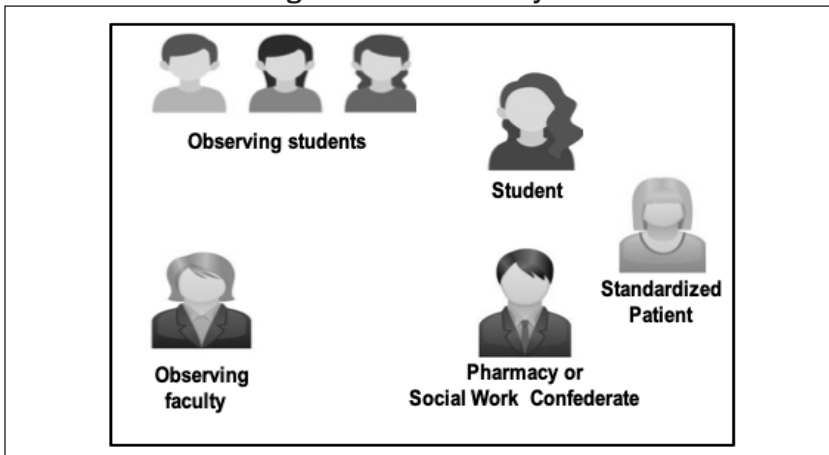 Observing students
Student
Standardized
Patient
Observing
faculty
Pharmacy or
Social Work Confederate